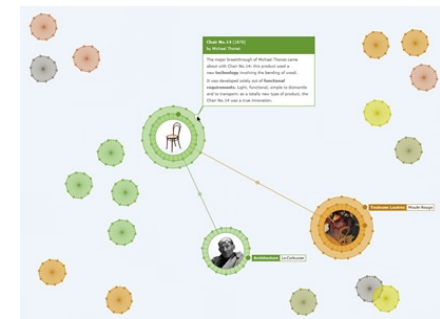 Chair No.14 (1870)
by Michael Thonet
The major breakthrough of Michael Thonet came
about with Chair No.14: this product used a
new technology involving the bending of wood.
It was developed solely out of functional
requirements. Light, functional, simple to dismantle
and to transport: as a totally new type of product, the
Chair No.14 was a true innovation.
Toulouse Lautrec Moulin Rouge
Architecture Le Corbusier